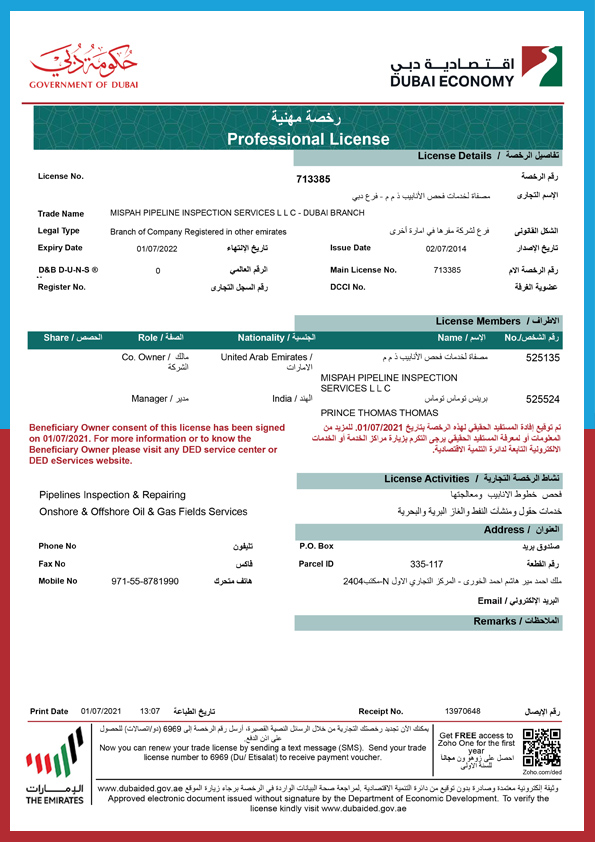 حكومة دبي
GOVERNMENT OF DUBAI
اقتصادية دبي
DUBAI ECONOMY
رخصة مهنية
Professional License
License Details / تفاصيل الرخصة
License No. 713385 رقم الرخصة
مصفاة لخدمات فحص الأنابيب ذ م م - فرع دبي الإسم التجارى
Trade Name MISPAH PIPELINE INSPECTION SERVICES L L C - DUBAI BRANCH
Legal Type Branch of Company Registered in other emirates فرع لشركة مقرها في امارة أخرى الشكل القانونى
Expiry Date 01/07/2022 تاريخ الإنتهاء Issue Date 02/07/2014 تاريخ الإصدار
D&B D-U-N-S ® 0 الرقم العالمي Main License No. 713385 رقم الرخصة الام
Register No. رقم السجل التجارى DCCI No. عضوية الغرفة
License Members / الاطراف
Share / الحصص Role / الصفة Nationality / الجنسية Name / الإسم No./رقم الشخص
Co. Owner / مالك United Arab Emirates / مصفاة لخدمات فحص الأنابيب ذ م م 525135
الشركة الامارات
MISPAH PIPELINE INSPECTION
SERVICES L L C
Manager / مدير India / الهند برينس توماس توماس 525524
PRINCE THOMAS THOMAS
Beneficiary Owner consent of this license has been signed
on 01/07/2021. For more information or to know the
Beneficiary Owner please visit any DED service center or
DED eServices website.
تم توقيع إفادة المستفيد الحقيقي لهذه الرخصة بتاريخ 01/07/2021. للمزيد من
المعلومات او لمعرفة المستفيد الحقيقي يرجى التكرم بزيارة مراكز الخدمة أو الخدمات
الالكترونية التابعة لدائرة التنمية الاقتصادية.
License Activities / نشاط الرخصة التجارية
Pipelines Inspection & Repairing فحص خطوط الانابيب ومعالجتها
Onshore & Offshore Oil & Gas Fields Services خدمات حقول ومنشات النفط والغاز البرية والبحرية
Address / العنوان
Phone No تليفون P.O. Box صندوق بريد
Fax No فاكس Parcel ID 335-117 رقم القطعة
Mobile No 971-55-8781990 هاتف متحرك مكتب2404-N ملك احمد مير هاشم احمد الخورى - المركز التجاري الاول
Email / البريد الإلكتروني
Remarks / الملاحظات
Print Date 01/07/2021 13:07 تاريخ الطباعة Receipt No. 13970648 رقم الإيصال
يمكنك الآن تجديد رخصتك التجارية من خلال الرسائل النصية القصيرة، أرسل رقم الرخصة إلى 6969 (دو/اتصالات) للحصول
على اذن الدفع.
Now you can renew your trade license by sending a text message (SMS). Send your trade
license number to 6969 (Du/ Etisalat) to receive payment voucher.
Get FREE access to
Zoho One for the first
year
احصل على زوهو ون مجانا
للسنة الأولى
Zoho.com/ded
الإمارات
THE EMIRATES
وثيقة إلكترونية معتمدة وصادرة بدون توقيع من دائرة التنمية الاقتصادية .لمراجعة صحة البيانات الواردة في الرخصة برجاء زيارة الموقع www.dubaided.gov.ae
Approved electronic document issued without signature by the Department of Economic Development. To verify the
license kindly visit www.dubaided.gov.ae